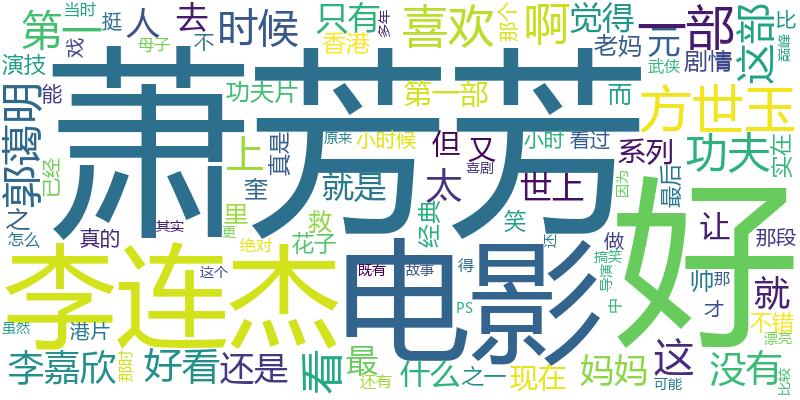 当时
挺
人
去
时候
母子
不
多年
只有
喜欢
那个
啊
觉得
一部
这部
比
巅峰
第一
戏
香港
老妈
元
武侠
剧情
演技
能
功夫片
第一部
而
方世玉
郭蔼明
已经
萧芳芳
上
真是
原来
小时候
但
又
喜剧
小时
看过
系列
功夫
实在
之
奎
就是
太
世上
因为
最后
怎么
真的
其实
里
更
绝对
花子
救
经典
笑
还
做
让
那段
好
李连杰
电影
这个
既有
故事
得
搞笑
导演
中
帅
那
才
就
不错
漂亮
虽然
港片
PS
李嘉欣
那时
好看
还是
看
最
还有
什么
之一
现在
妈妈
这
可能
没有
比较